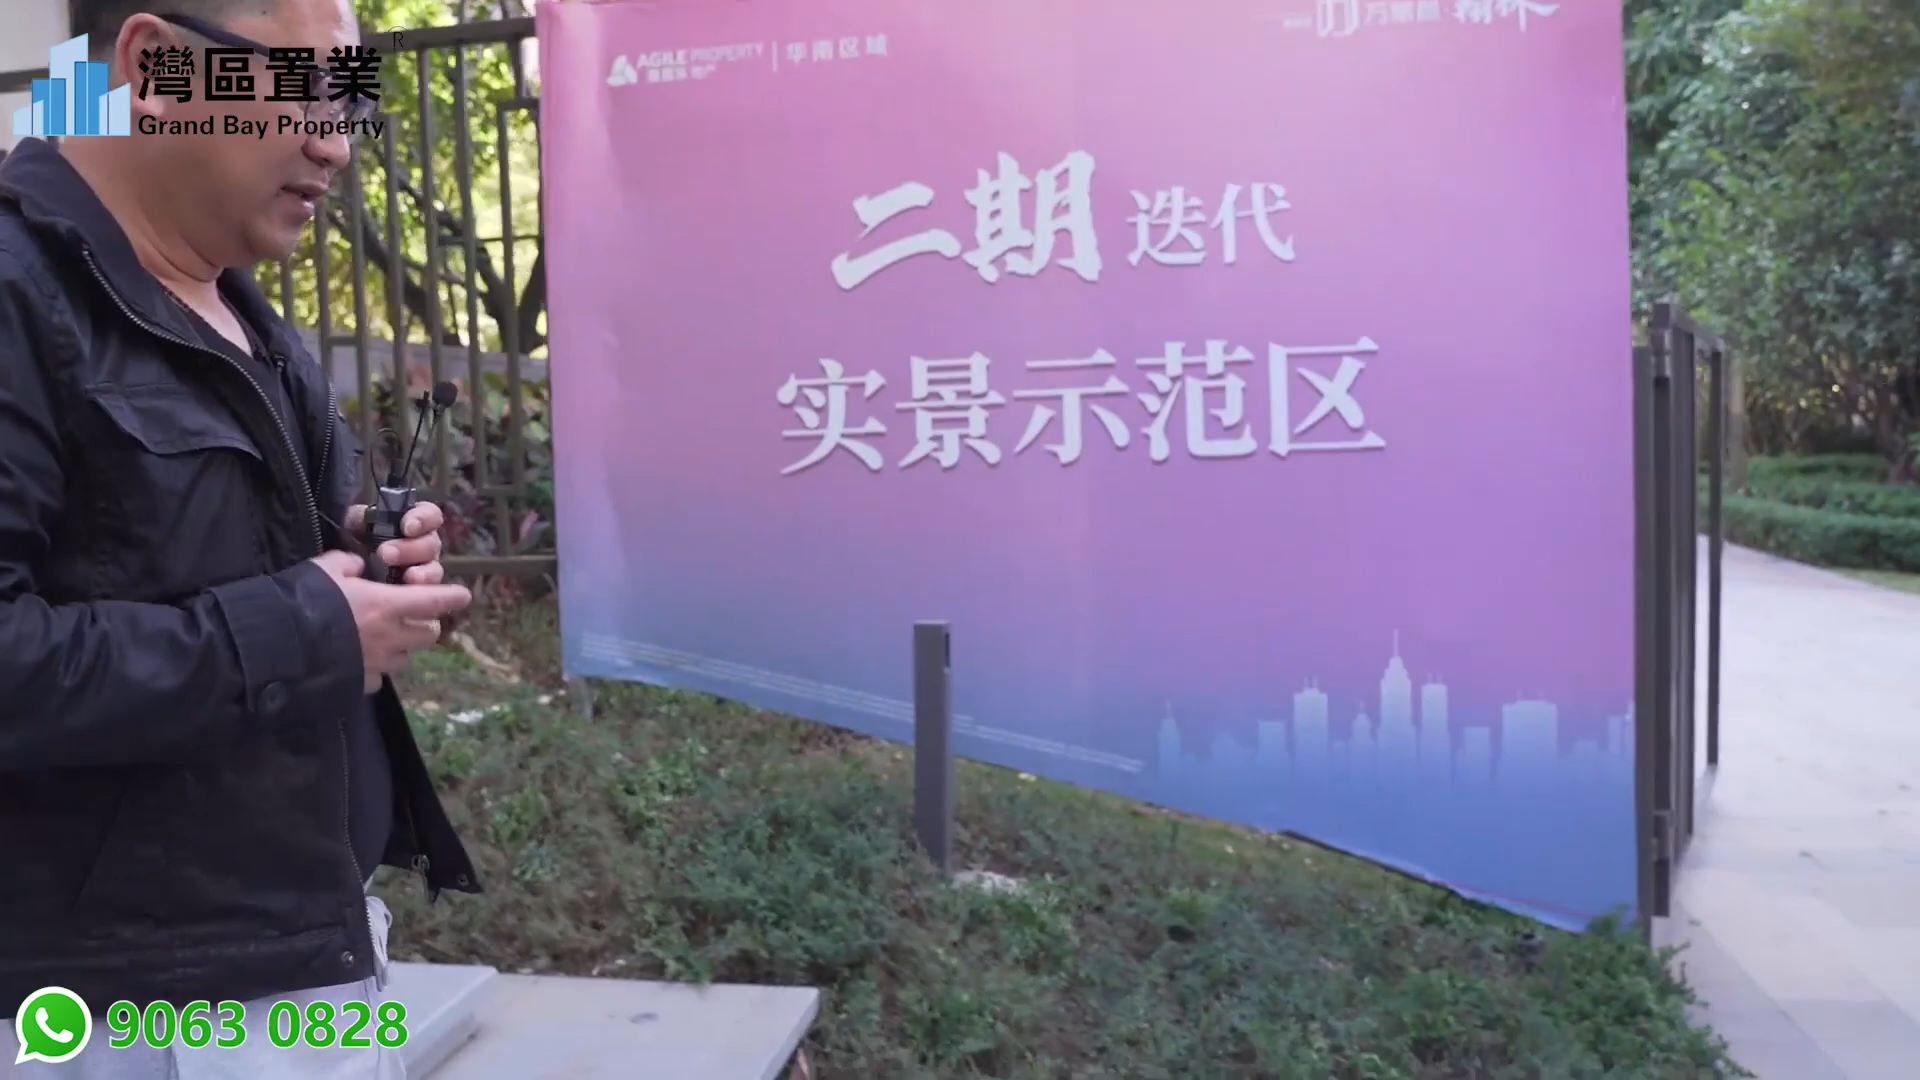 灣區置業®
Grand Bay Property
AGILE PROPERTY
华南区域
二期 迭代
实景示范区
9063 0828